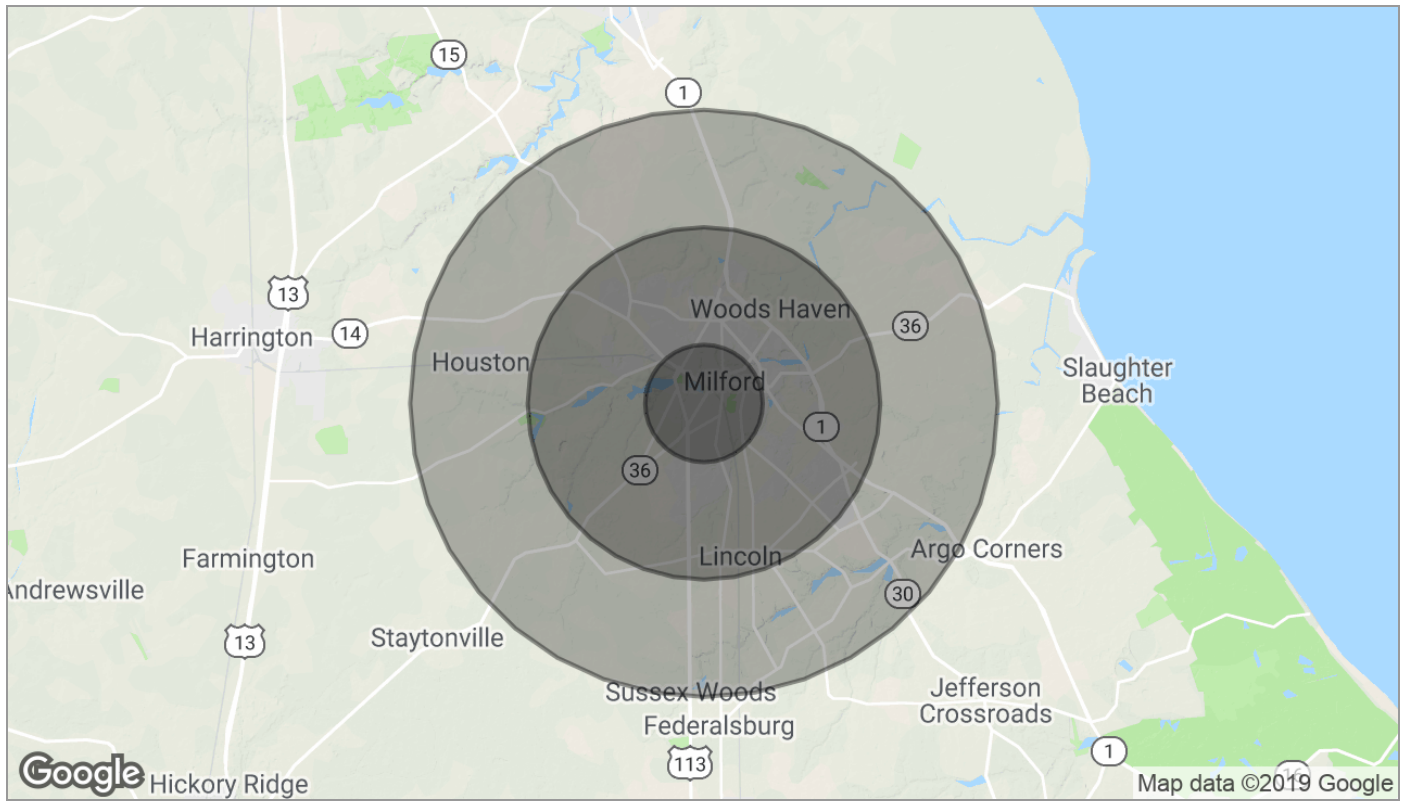 15
1
13
Woods Haven
36
Harrington
14
Houston
Milford
Slaughter
Beach
1
36
Lincoln
Argo Corners
Farmington
Andrewsville
30
Staytonville
13
Sussex Woods
Jefferson
Crossroads
Federalsburg
1
113
Google
Hickory Ridge
16
Map data ©2019 Google